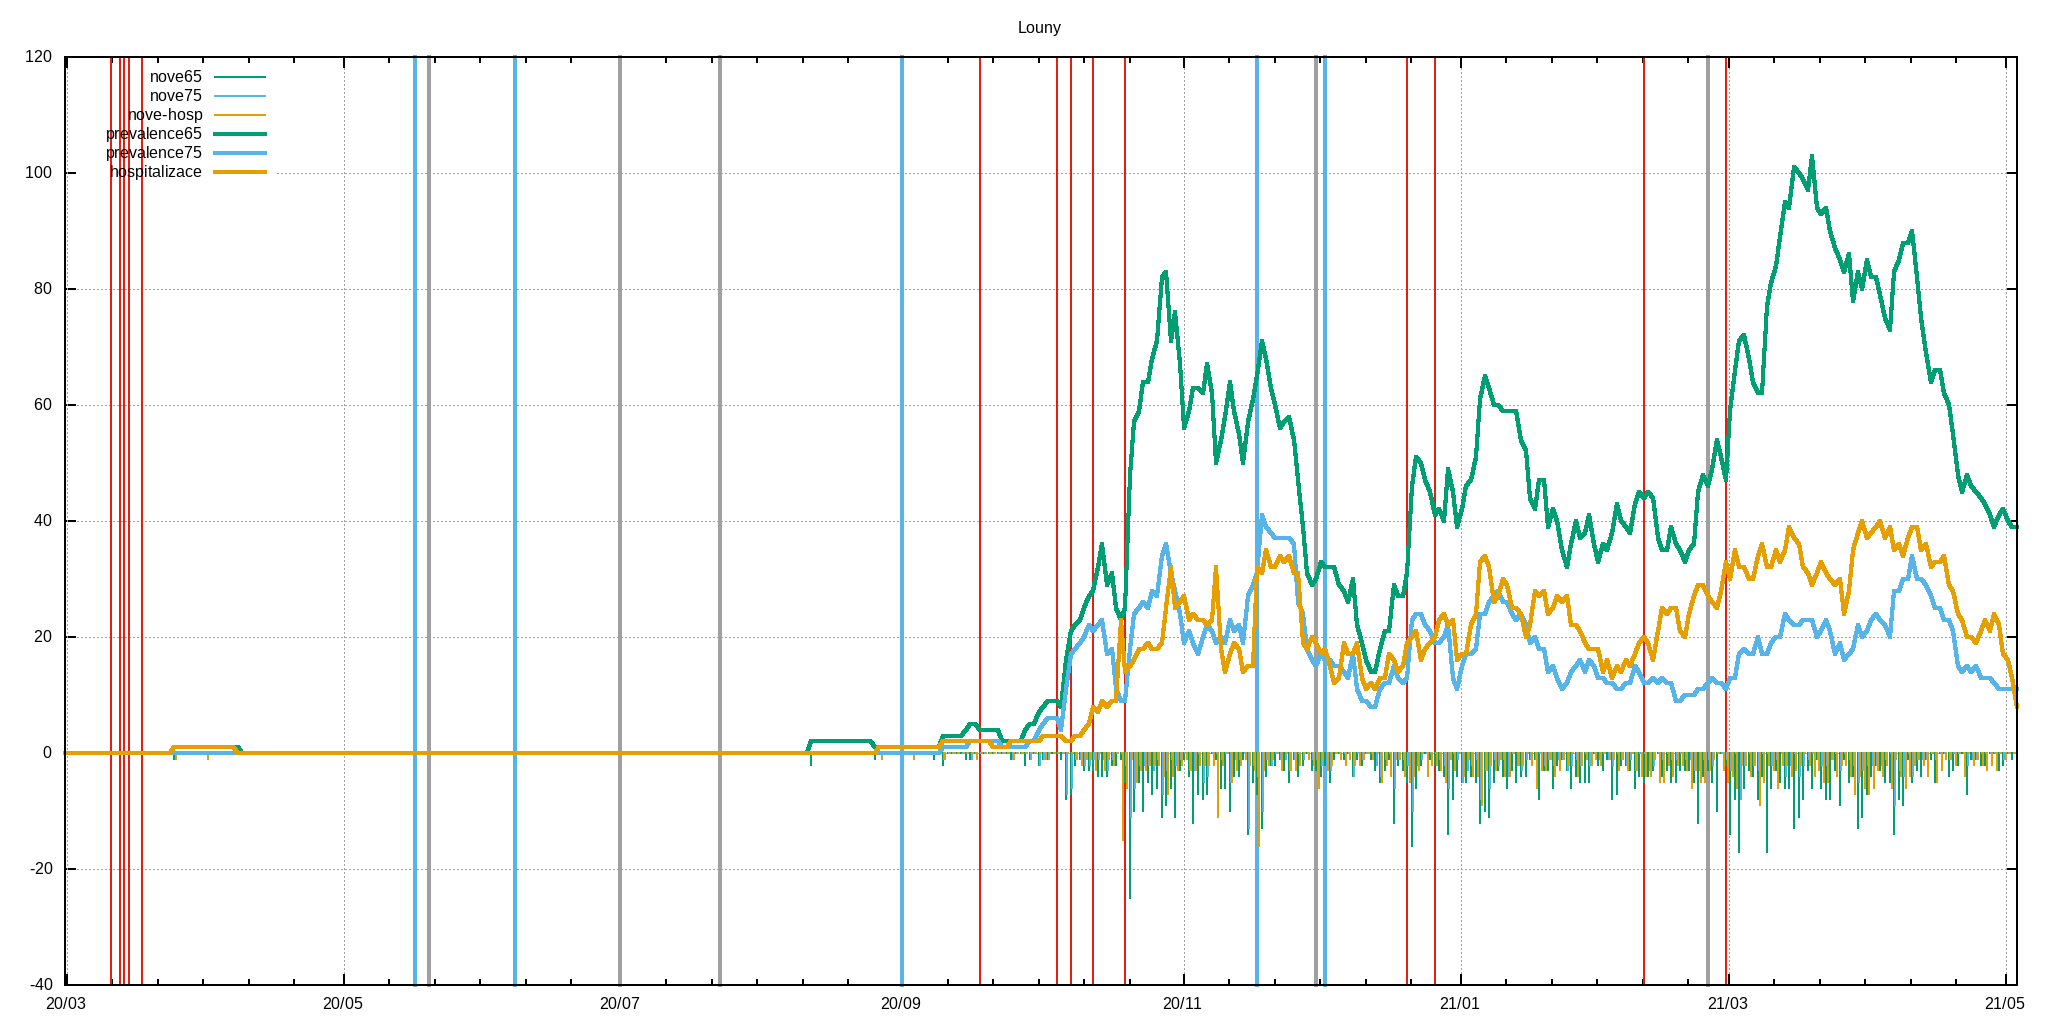 Louny
120
100
80
60
40
20
0
-20
-40
nove65
nove75
nove-hosp
prevalence65
prevalence75
hospitalizace
20/03 20/05 20/07 20/09 20/11 21/01 21/03 21/05